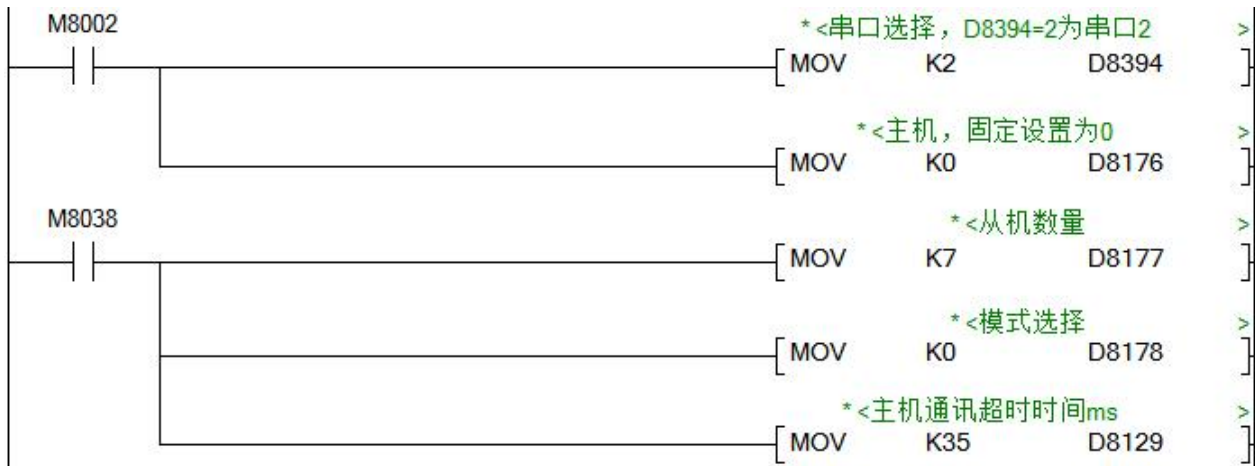 M8002
*<串口选择，D8394=2为串口2 >
[ MOV K2 D8394 ]
*<主机，固定设置为0 >
[ MOV K0 D8176 ]
M8038
*<从机数量 >
[ MOV K7 D8177 ]
*<模式选择 >
[ MOV K0 D8178 ]
*<主机通讯超时时间ms >
[ MOV K35 D8129 ]